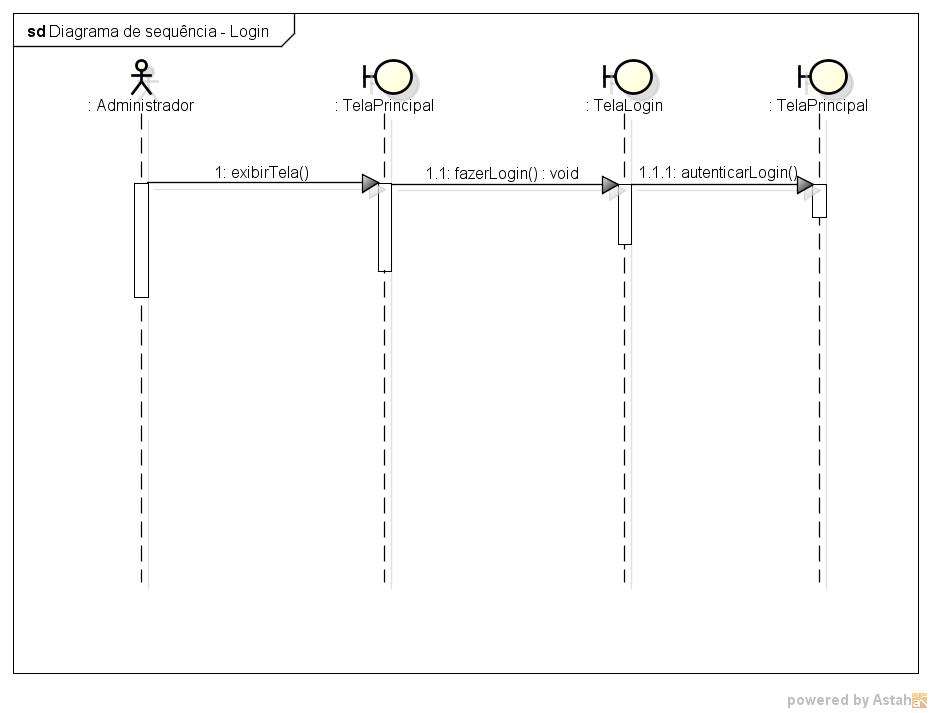 sd Diagrama de sequência - Login
: Administrador
: TelaPrincipal
: TelaLogin
: TelaPrincipal
1: exibirTela()
1.1: fazerLogin() : void
1.1.1: autenticarLogin()
powered by Astah